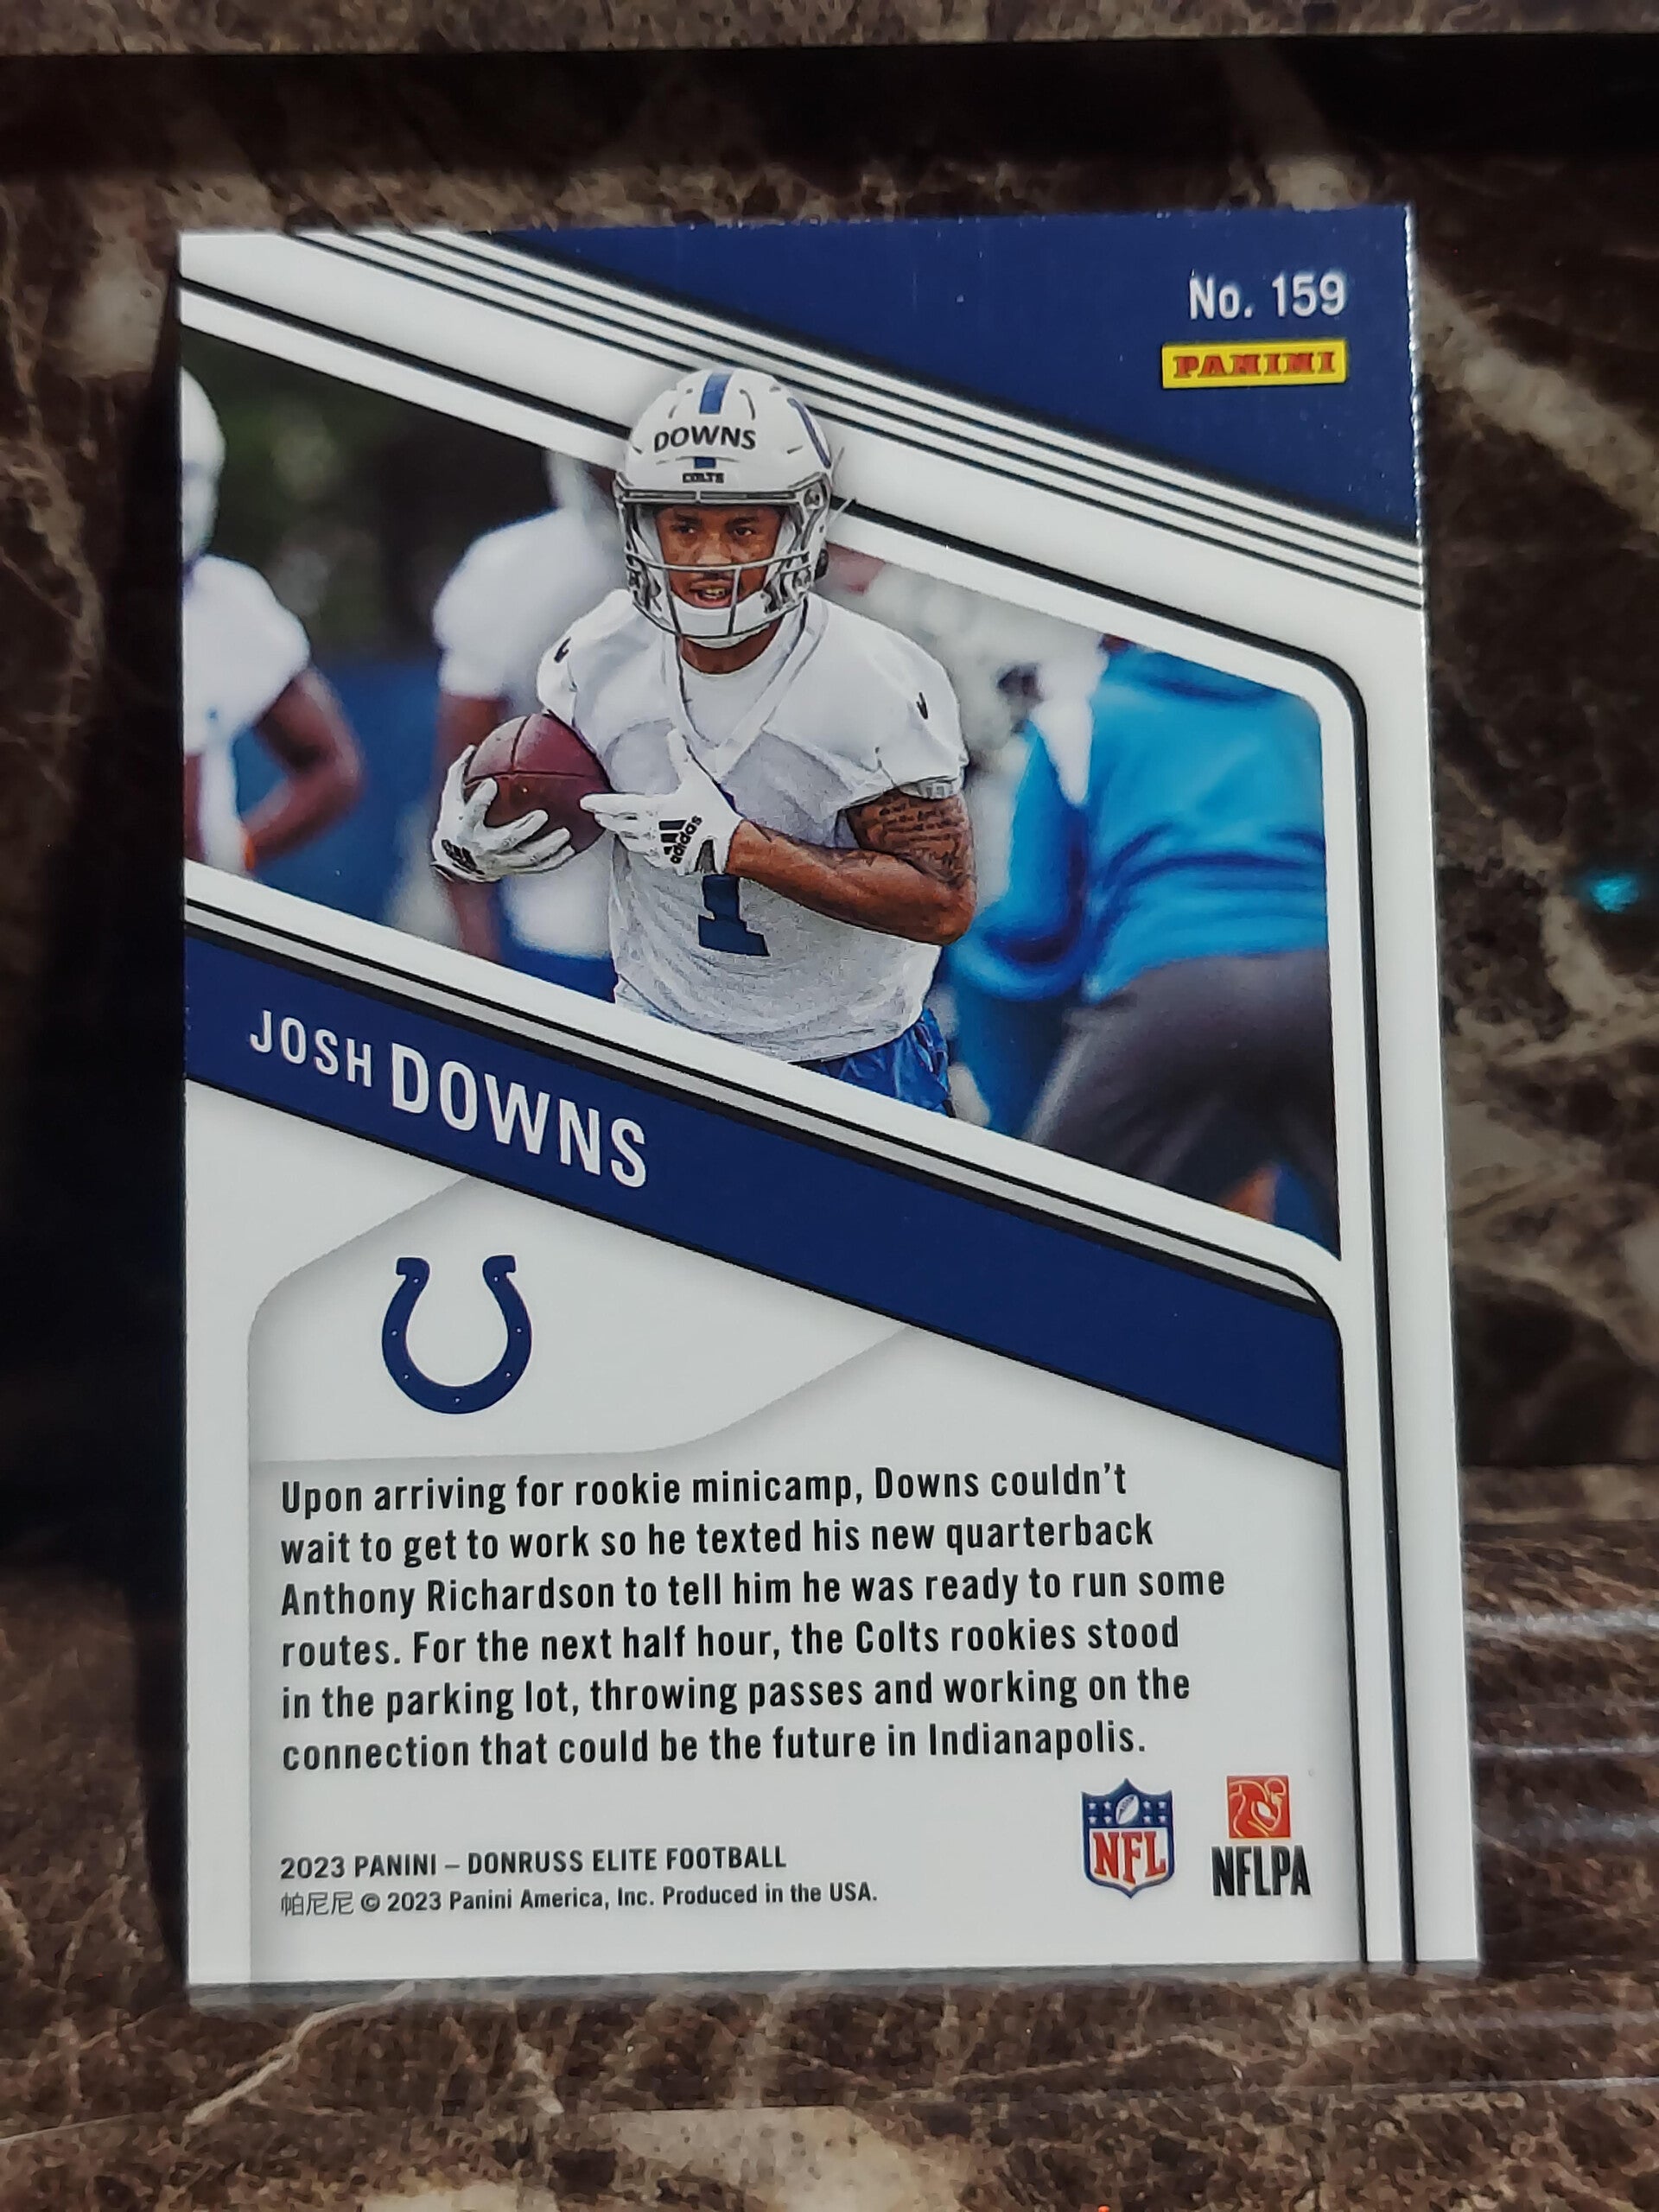 No. 159
PANINI
DOWNS
COLTS
adidas
1
JOSH DOWNS
Upon arriving for rookie minicamp, Downs couldn't
wait to get to work so he texted his new quarterback
Anthony Richardson to tell him he was ready to run some
routes. For the next half hour, the Colts rookies stood
in the parking lot, throwing passes and working on the
connection that could be the future in Indianapolis.
NFL
NFLPA
2023 PANINI – DONRUSS ELITE FOOTBALL
帕尼尼 © 2023 Panini America, Inc. Produced in the USA.